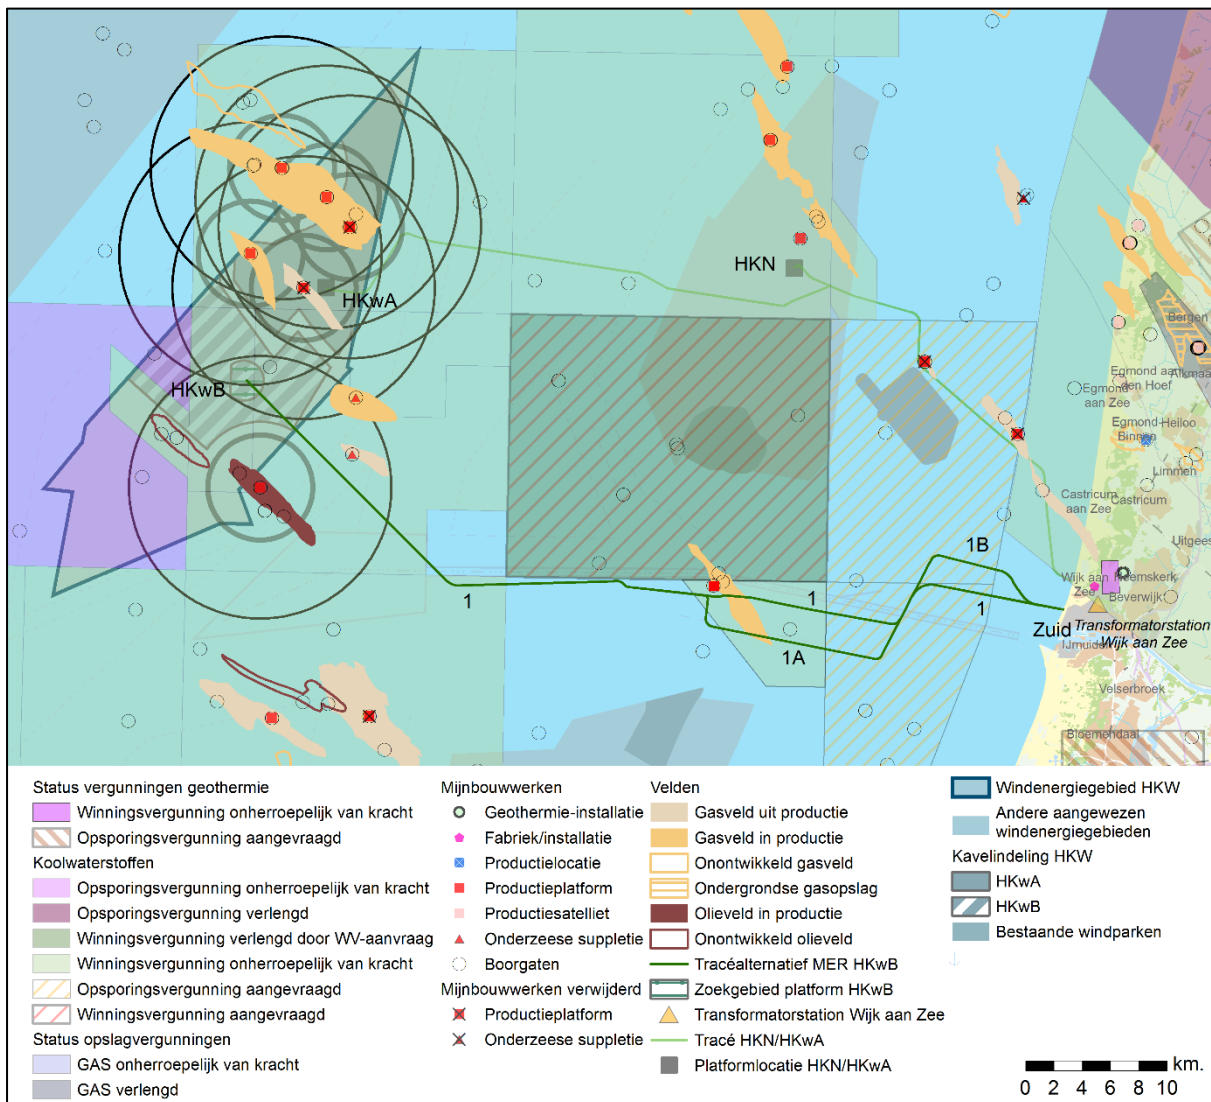 HKN
HKwA
HKwB
Bergen
Alkmaar
Egmond aan
den Hoef
Egmond
aan Zee
Egmond-
Binnen
Heiloo
Limmen
Castricum
aan Zee
Castricum
Uitgeest
1B
1
1
1
1A
Wijk aan
Zee
Heemskerk
Beverwijk
Zuid
Transformatorstation
Wijk aan Zee
IJmuiden
Velserbroek
Bloemendaal
Status vergunningen geothermie
Winningsvergunning onherroepelijk van kracht
Opsporingsvergunning aangevraagd
Koolwaterstoffen
Opsporingsvergunning onherroepelijk van kracht
Opsporingsvergunning verlengd
Winningsvergunning verlengd door WV-aanvraag
Winningsvergunning onherroepelijk van kracht
Opsporingsvergunning aangevraagd
Winningsvergunning aangevraagd
Status opslagvergunningen
GAS onherroepelijk van kracht
GAS verlengd
Mijnbouwwerken
Geothermie-installatie
Fabriek/installatie
Productielocatie
Productieplatform
Productiesatelliet
Onderzeese suppletie
Boorgaten
Mijnbouwwerken verwijderd
Productieplatform
Onderzeese suppletie
Velden
Gasveld uit productie
Gasveld in productie
Onontwikkeld gasveld
Ondergrondse gasopslag
Olieveld in productie
Onontwikkeld olieveld
Tracéalternatief MER HKwB
Zoekgebied platform HKwB
Transformatorstation Wijk aan Zee
Tracé HKN/HKwA
Platformlocatie HKN/HKwA
Windenergiegebied HKW
Andere aangewezen
windenergiegebieden
Kavelindeling HKW
HKwA
HKwB
Bestaande windparken
km.
0 2 4 6 8 10